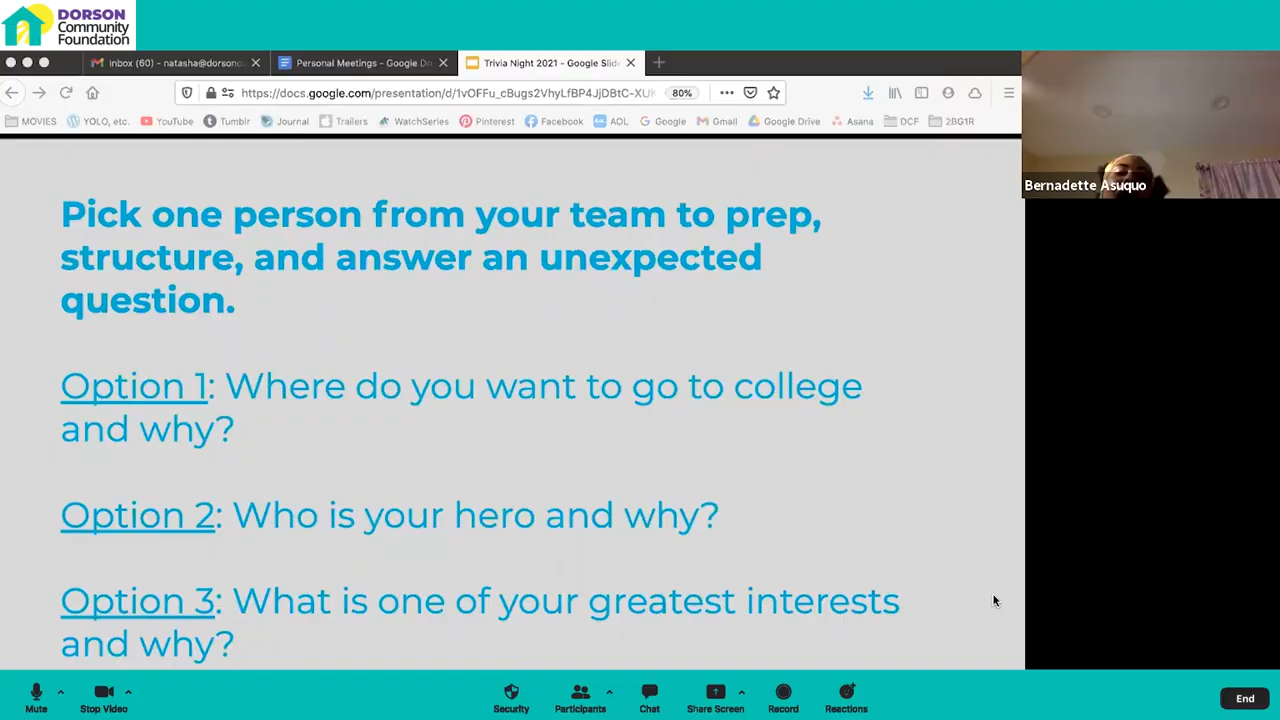 DORSON
Community
Foundation
Inbox (60) - natasha@dorsonc
Personal Meetings - Google Do
Trivia Night 2021 - Google Slide
https://docs.google.com/presentation/d/1vOFFu_cBugs2VhyLfBP4JjDBtC-XUK
80%
MOVIES
YOLO, etc.
YouTube
Tumblr
Journal
Trailers
WatchSeries
Pinterest
Facebook
AOL
Google
Gmail
Google Drive
Asana
DCF
2BG1R
Bernadette Asuquo
Pick one person from your team to prep,
structure, and answer an unexpected
question.
Option 1: Where do you want to go to college
and why?
Option 2: Who is your hero and why?
Option 3: What is one of your greatest interests
and why?
Mute
Stop Video
Security
Participants
Chat
Share Screen
Record
Reactions
End